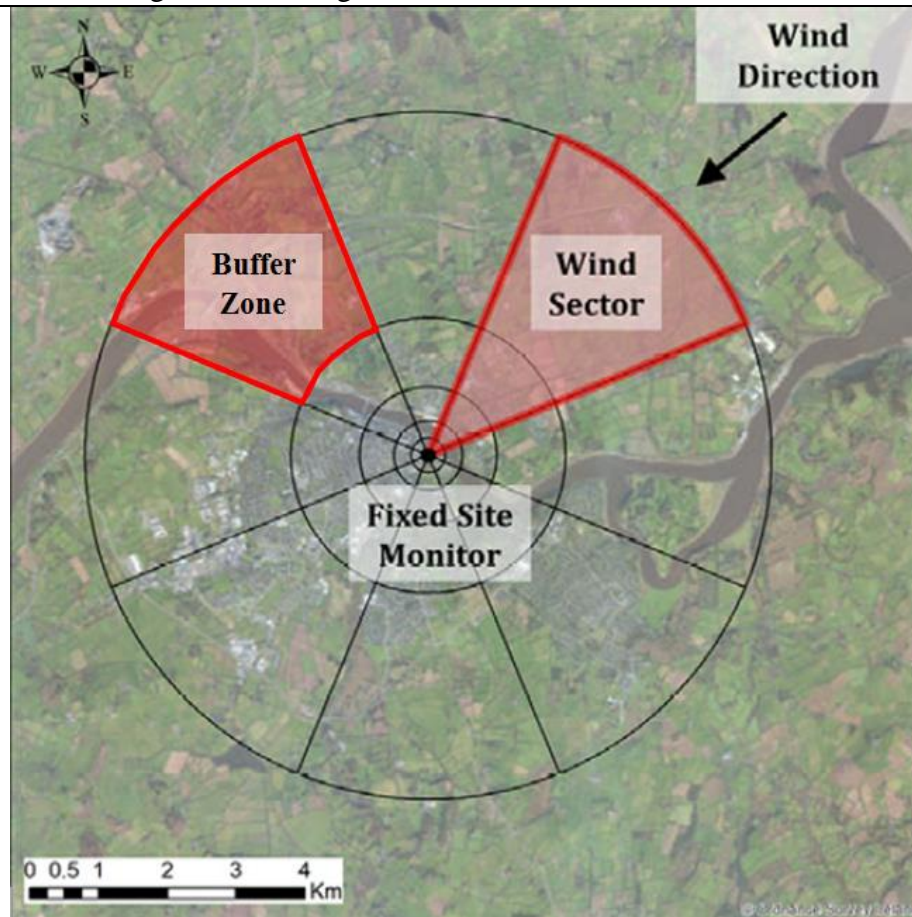 N
W E
S
Wind
Direction
Buffer
Zone
Wind
Sector
Fixed Site
Monitor
0 0.5 1 2 3 4
Km